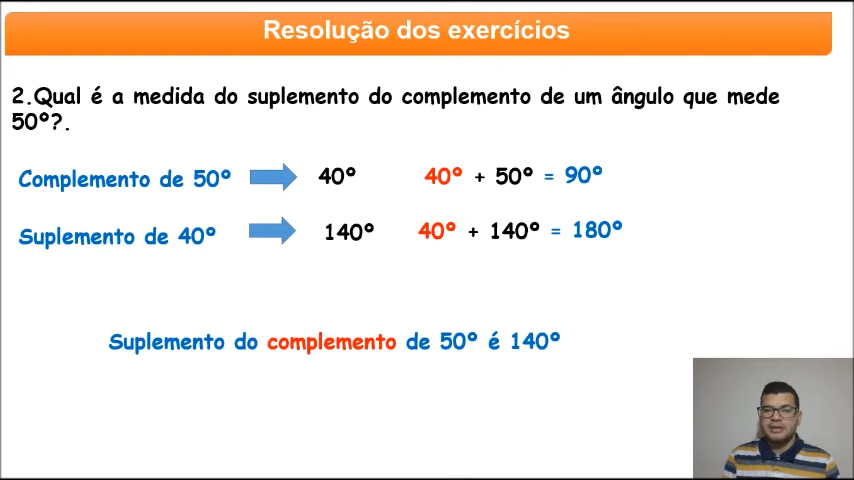 Resolução dos exercícios
2.Qual é a medida do suplemento do complemento de um ângulo que mede
50º?.
Complemento de 50º 40º 40º + 50º = 90º
Suplemento de 40º 140º 40º + 140º = 180º
Suplemento do complemento de 50º é 140º